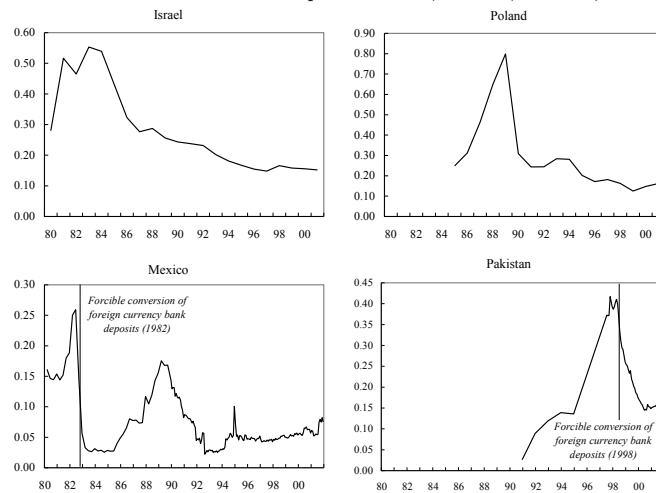 Israel
0.60
0.50
0.40
0.30
0.20
0.10
0.00
80 82 84 86 88 90 92 94 96 98 00
Poland
0.90
0.80
0.70
0.60
0.50
0.40
0.30
0.20
0.10
0.00
80 82 84 86 88 90 92 94 96 98 00
Mexico
0.30
0.25
0.20
0.15
0.10
0.05
0.00
80 82 84 86 88 90 92 94 96 98 00
Forcible conversion of
foreign currency bank
deposits (1982)
Pakistan
0.45
0.40
0.35
0.30
0.25
0.20
0.15
0.10
0.05
0.00
80 82 84 86 88 90 92 94 96 98 00
Forcible conversion of
foreign currency bank
deposits (1998)